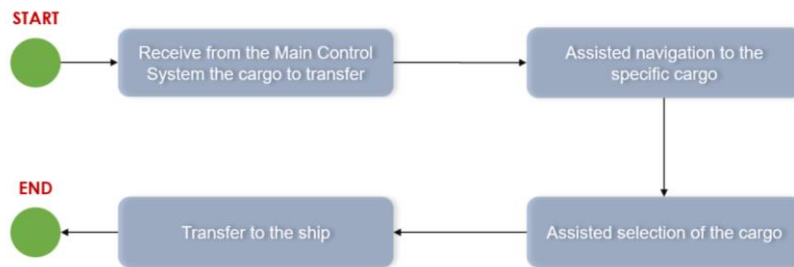 START
Receive from the Main Control
System the cargo to transfer
Assisted navigation to the
specific cargo
Assisted selection of the cargo
Transfer to the ship
END